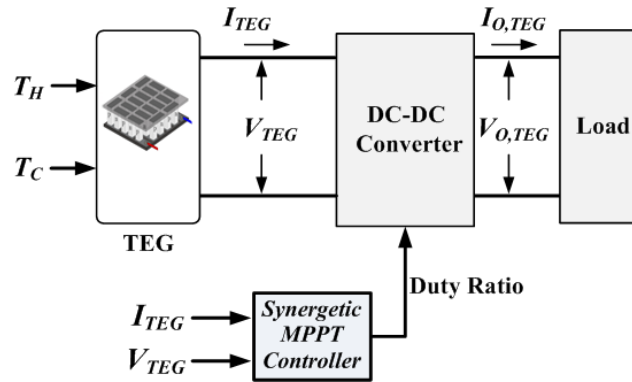 I_TEG
I_O,TEG
T_H
T_C
TEG
V_TEG
DC-DC
Converter
V_O,TEG
Load
Duty Ratio
I_TEG
V_TEG
Synergetic
MPPT
Controller